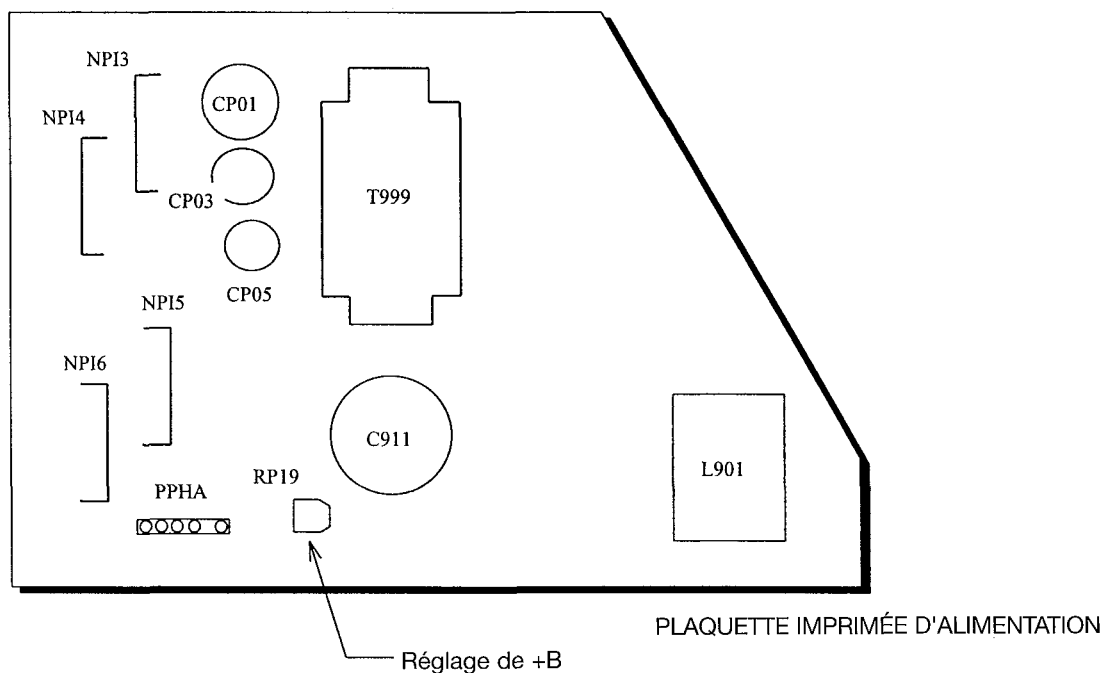 NPI3
CP01
NPI4
CP03
T999
CP05
NPI5
NPI6
C911
L901
RP19
PPHA
PLAQUETTE IMPRIMÉE D'ALIMENTATION
Réglage de +B